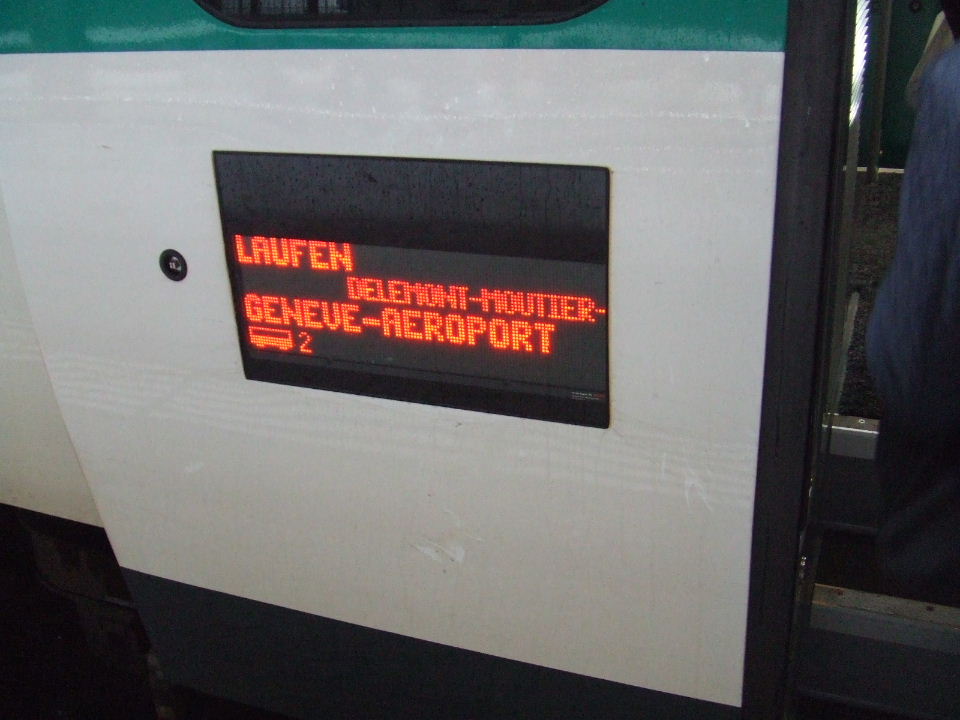 LAUFEN
DELEMONT-MOUTIER-
GENEVE-AEROPORT
2